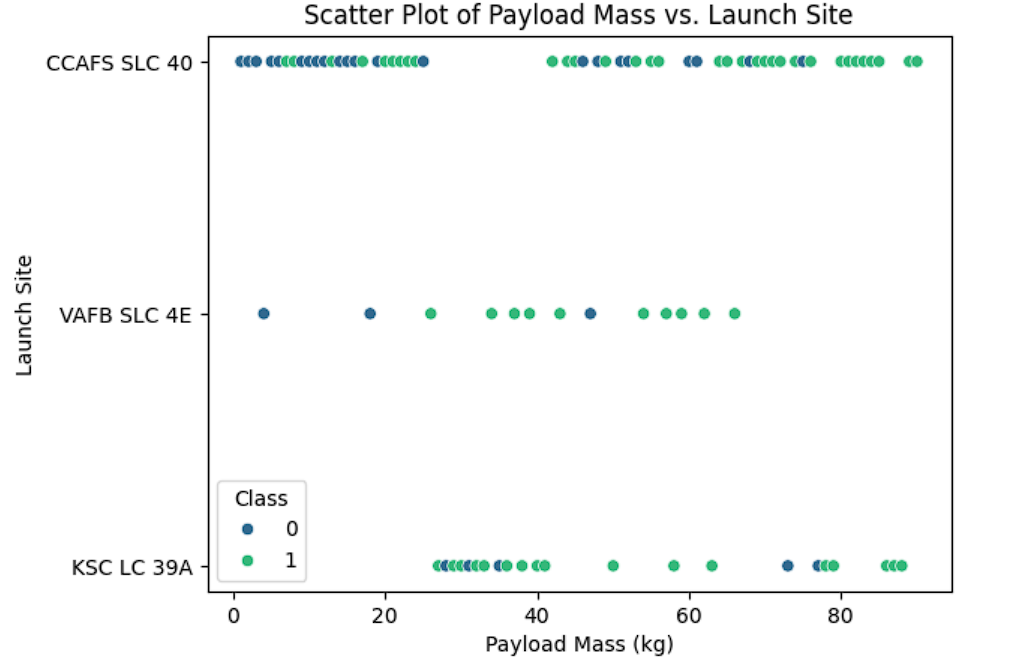 Scatter Plot of Payload Mass vs. Launch Site
CCAFS SLC 40
VAFB SLC 4E
KSC LC 39A
Launch Site
Class
0
1
0 20 40 60 80
Payload Mass (kg)